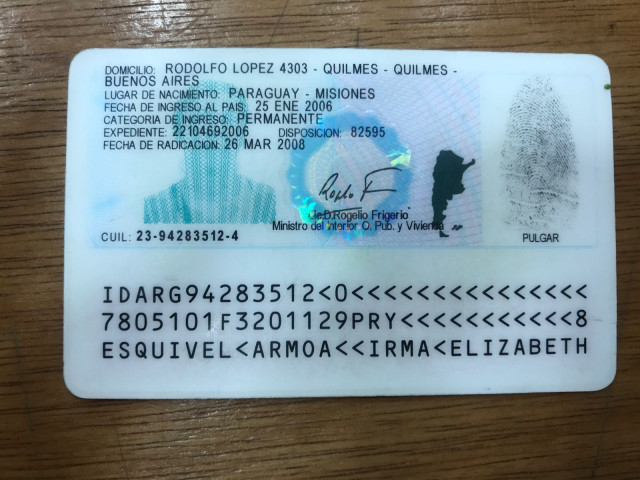 DOMICILIO: RODOLFO LOPEZ 4303 - QUILMES - QUILMES -
BUENOS AIRES
LUGAR DE NACIMIENTO: PARAGUAY - MISIONES
FECHA DE INGRESO AL PAIS: 25 ENE 2006
CATEGORIA DE INGRESO: PERMANENTE
EXPEDIENTE: 22104692006 DISPOSICION: 82595
FECHA DE RADICACION: 26 MAR 2008
Lic.D.Rogelio Frigerio
Ministro del Interior O. Pub. y Vivienda
CUIL: 23-94283512-4
PULGAR
IDARG94283512<0<<<<<<<<<<<<<<<
7805101F3201129PRY<<<<<<<<<<<8
ESQUIVEL<ARMOA<<IRMA<ELIZABETH